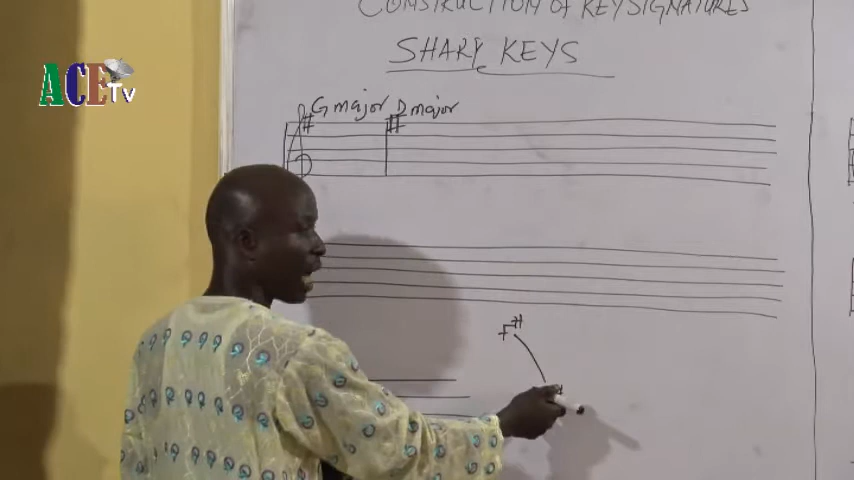 CONSTRUCTION OF KEYSIGNATURES
SHARP KEYS
ACE TV
G major D major
#
#
F#